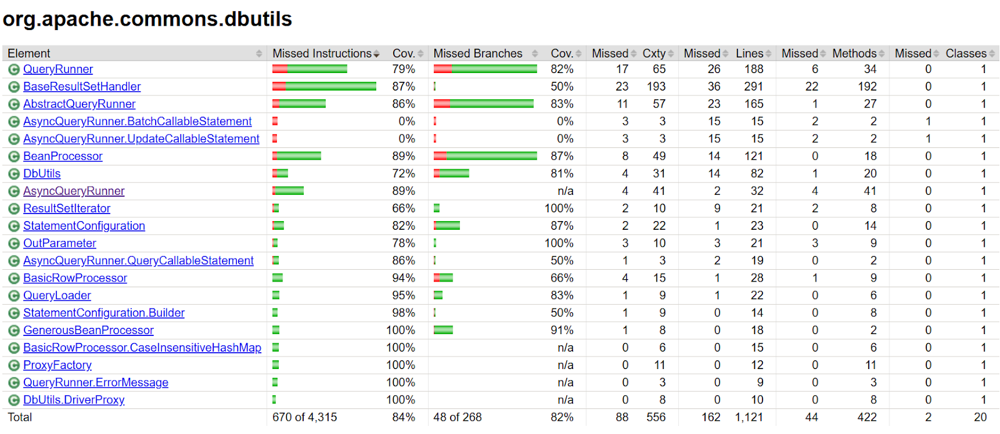 org.apache.commons.dbutils
Element Missed Instructions Cov. Missed Branches Cov. Missed Cxty Missed Lines Missed Methods Missed Classes
C QueryRunner 79% 82% 17 65 26 188 6 34 0 1
C BaseResultSetHandler 87% 50% 23 193 36 291 22 192 0 1
C AbstractQueryRunner 86% 83% 11 57 23 165 1 27 0 1
C AsyncQueryRunner.BatchCallableStatement 0% 0% 3 3 15 15 2 2 1 1
C AsyncQueryRunner.UpdateCallableStatement 0% 0% 3 3 15 15 2 2 1 1
C BeanProcessor 89% 87% 8 49 14 121 0 18 0 1
C DbUtils 72% 81% 4 31 14 82 1 20 0 1
C AsyncQueryRunner 89% n/a 4 41 2 32 4 41 0 1
C ResultSetIterator 66% 100% 2 10 9 21 2 8 0 1
C StatementConfiguration 82% 87% 2 22 1 23 0 14 0 1
C OutParameter 78% 100% 3 10 3 21 3 9 0 1
C AsyncQueryRunner.QueryCallableStatement 86% 50% 1 3 2 19 0 2 0 1
C BasicRowProcessor 94% 66% 4 15 1 28 1 9 0 1
C QueryLoader 95% 83% 1 9 1 22 0 6 0 1
C StatementConfiguration.Builder 98% 50% 1 9 0 14 0 8 0 1
C GenerousBeanProcessor 100% 91% 1 8 0 18 0 2 0 1
C BasicRowProcessor.CaseInsensitiveHashMap 100% n/a 0 6 0 15 0 6 0 1
C ProxyFactory 100% n/a 0 11 0 12 0 11 0 1
C QueryRunner.ErrorMessage 100% n/a 0 3 0 9 0 3 0 1
C DbUtils.DriverProxy 100% n/a 0 8 0 10 0 8 0 1
Total 670 of 4,315 84% 48 of 268 82% 88 556 162 1,121 44 422 2 20